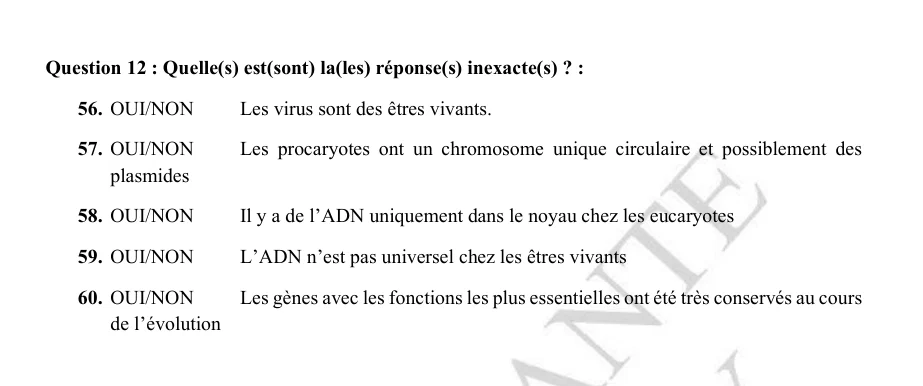 Question 12 : Quelle(s) est(sont) la(les) réponse(s) inexacte(s) ? :
56. OUI/NON Les virus sont des êtres vivants.
57. OUI/NON Les procaryotes ont un chromosome unique circulaire et possiblement des
plasmides
58. OUI/NON Il y a de l’ADN uniquement dans le noyau chez les eucaryotes
59. OUI/NON L’ADN n’est pas universel chez les êtres vivants
60. OUI/NON Les gènes avec les fonctions les plus essentielles ont été très conservés au cours
de l’évolution
ANTE